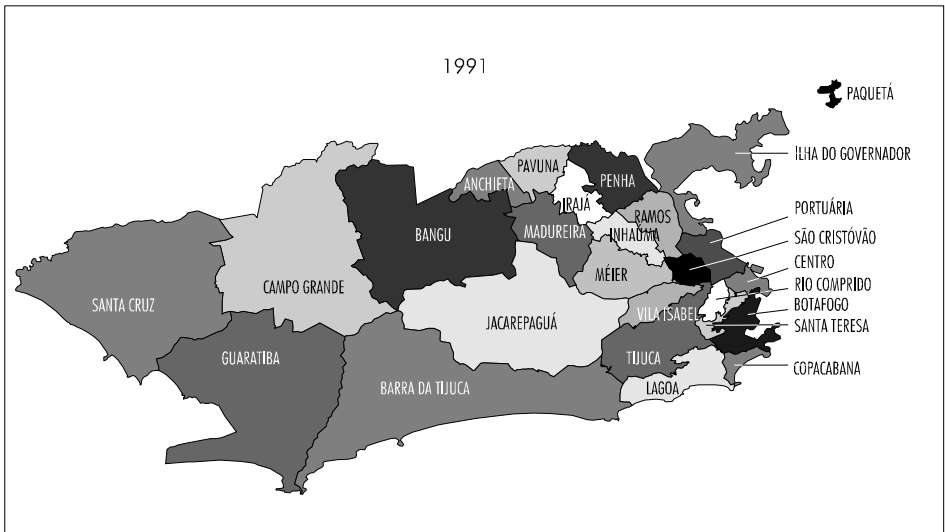 1991
PAQUETÁ
ILHA DO GOVERNADOR
PAVUNA
PENHA
ANCHIETA
IRAJÁ
RAMOS
PORTUÁRIA
BANGU
MADUREIRA
INHAÚMA
SÃO CRISTÓVÃO
CENTRO
MÉIER
RIO COMPRIDO
CAMPO GRANDE
SANTA CRUZ
BOTAFOGO
VILA ISABEL
JACAREPAGUÁ
SANTA TERESA
GUARATIBA
TIJUCA
COPACABANA
BARRA DA TIJUCA
LAGOA